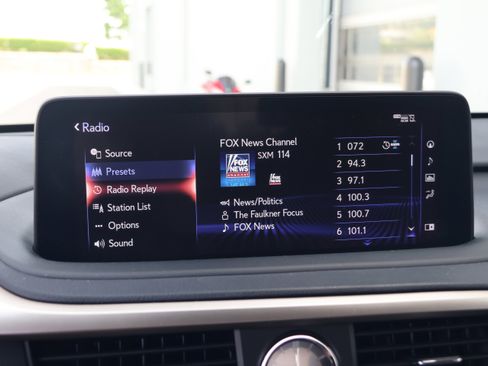 Radio
Source
Presets
Radio Replay
Station List
Options
Sound
FOX News Channel
SXM 114
FOX
NEWS
channel
News/Politics
The Faulkner Focus
FOX News
1 072
2 94.3
3 97.1
4 100.3
5 100.7
6 101.1